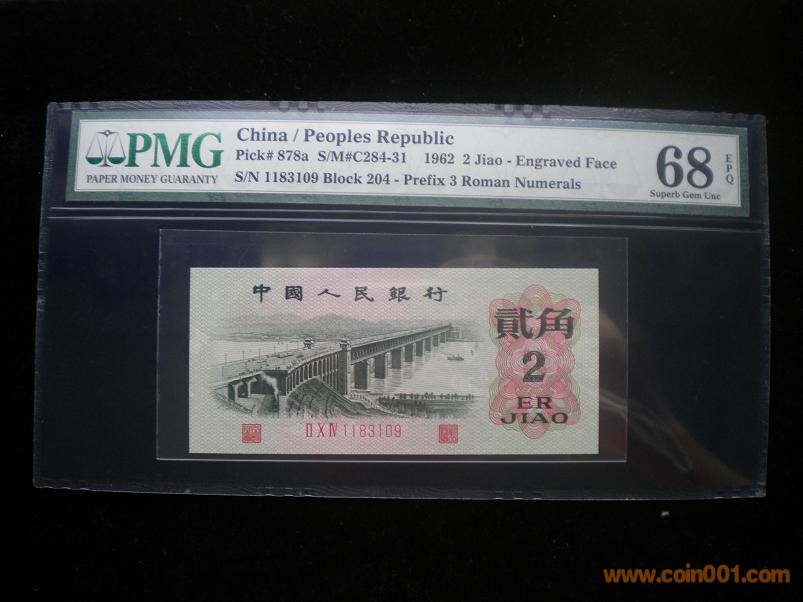 PMG
PAPER MONEY GUARANTY
China / Peoples Republic
Pick# 878a S/M#C284-31 1962 2 Jiao - Engraved Face
S/N 1183109 Block 204 - Prefix 3 Roman Numerals
68 EPQ
Superb Gem Unc
中國人民銀行
貳角
2
ER
JIAO
II X IV 1183109
www.coin001.com